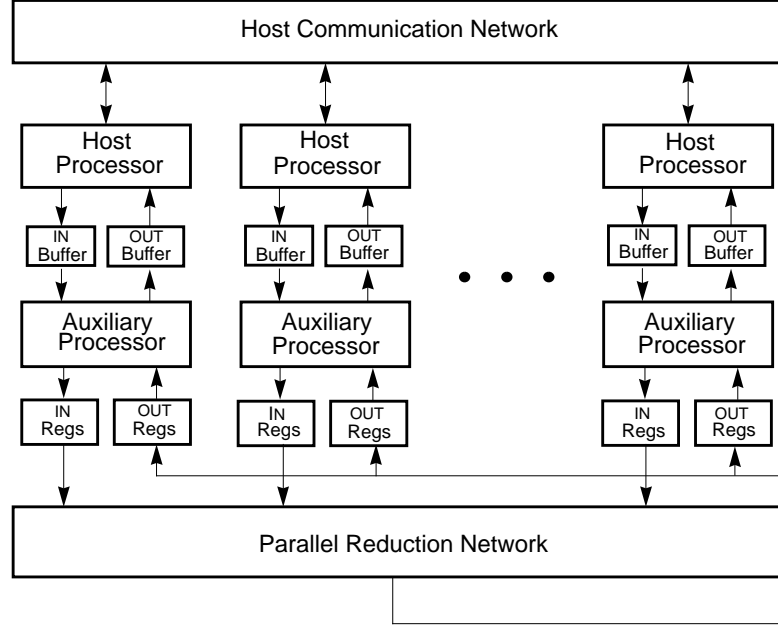 Host Communication Network
Host
Processor
Host
Processor
Host
Processor
IN
Buffer
OUT
Buffer
IN
Buffer
OUT
Buffer
IN
Buffer
OUT
Buffer
• • •
Auxiliary
Processor
Auxiliary
Processor
Auxiliary
Processor
IN
Regs
OUT
Regs
IN
Regs
OUT
Regs
IN
Regs
OUT
Regs
Parallel Reduction Network